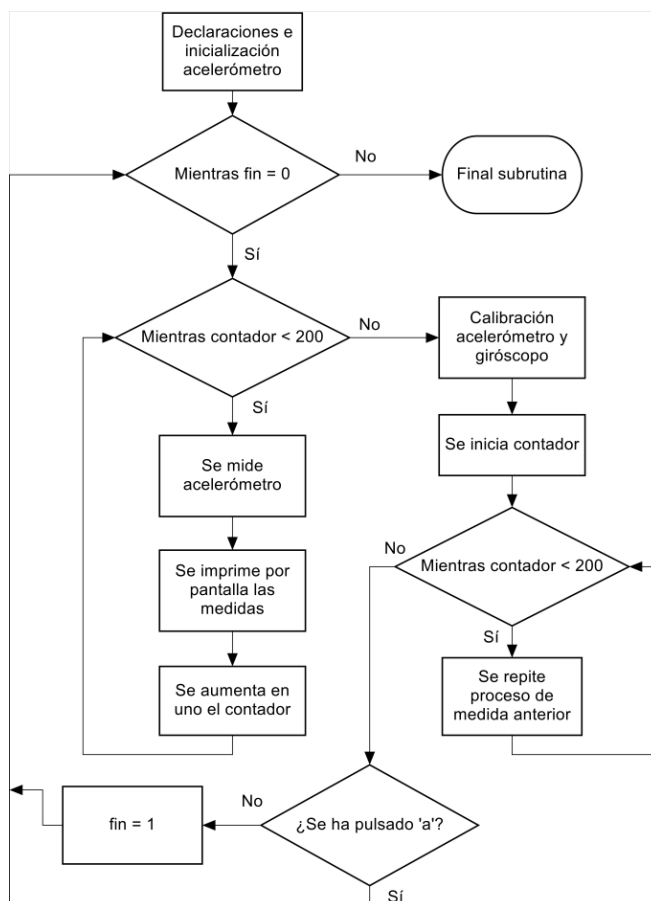 Declaraciones e
inicialización
acelerómetro
Mientras fin = 0
No
Final subrutina
Sí
Mientras contador < 200
No
Calibración
acelerómetro y
giróscopo
Sí
Se mide
acelerómetro
Se inicia contador
Se imprime por
pantalla las
medidas
No
Mientras contador < 200
Sí
Se aumenta en
uno el contador
Se repite
proceso de
medida anterior
fin = 1
No
¿Se ha pulsado 'a'?
Sí